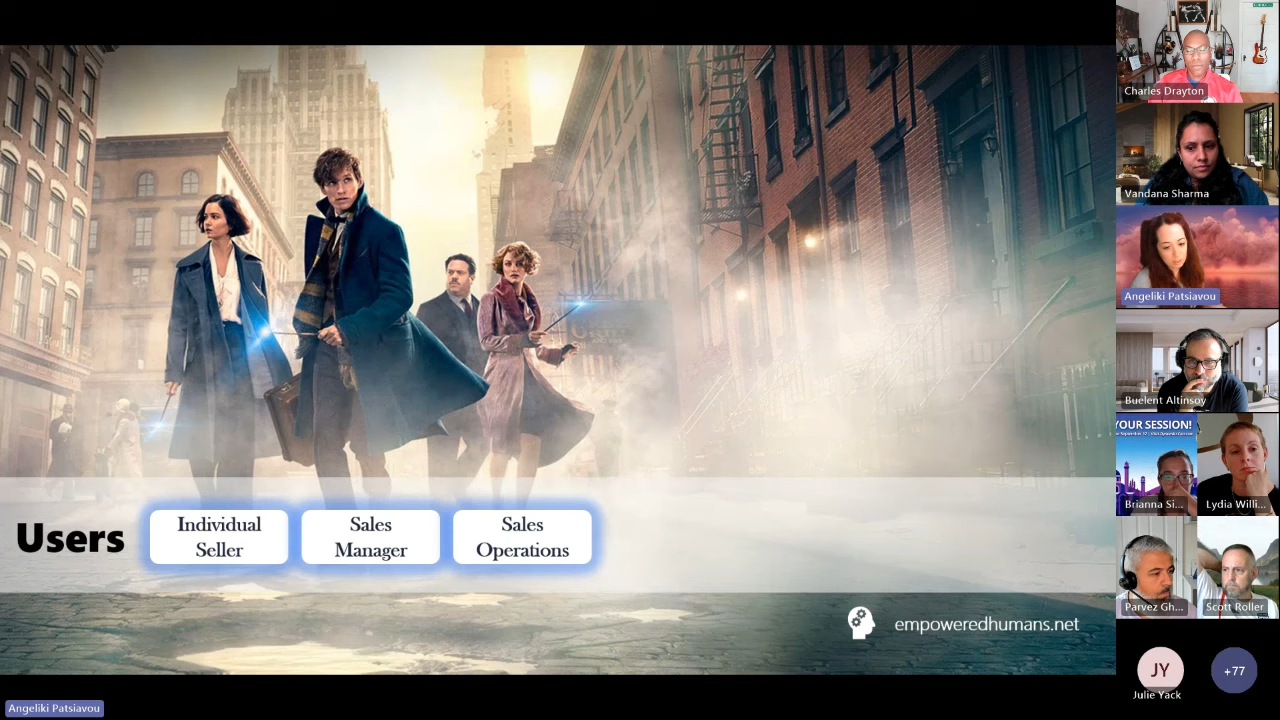 Users
Individual
Seller
Sales
Manager
Sales
Operations
empoweredhumans.net
Angeliki Patsiavou
Charles Drayton
Vandana Sharma
Angeliki Patsiavou
Buelent Altinsoy
YOUR SESSION!
Brianna Si...
Lydia Willi...
Parvez Gh...
Scott Roller
JY
Julie Yack
+77